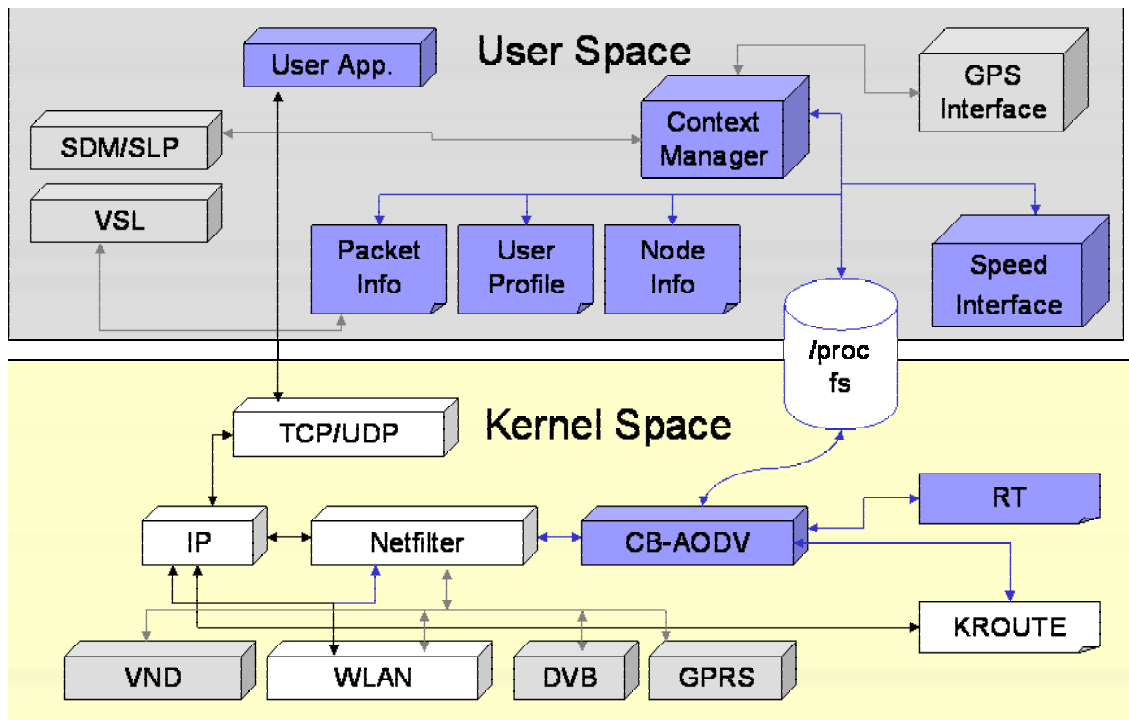 User Space
User App.
GPS
Interface
Context
Manager
SDM/SLP
VSL
Packet
Info
User
Profile
Node
Info
Speed
Interface
/proc
fs
Kernel Space
TCP/UDP
RT
IP
Netfilter
CB-AODV
KROUTE
VND
WLAN
DVB
GPRS